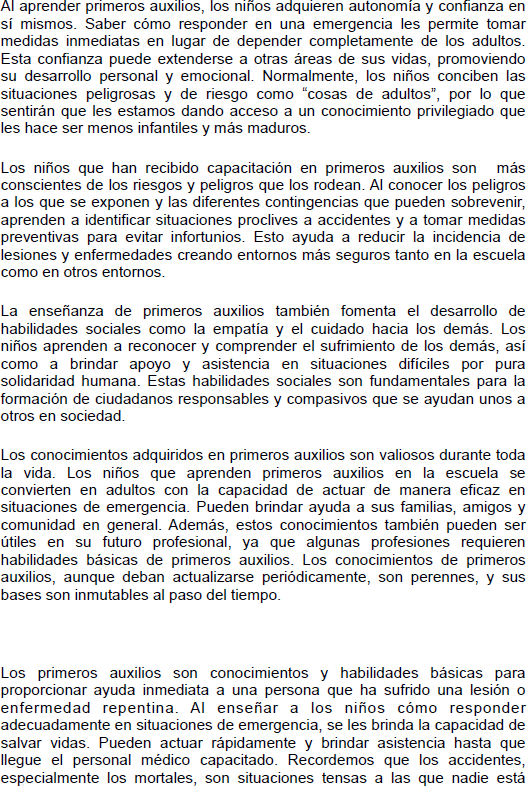 Al aprender primeros auxilios, los niños adquieren autonomía y confianza en
sí mismos. Saber cómo responder en una emergencia les permite tomar
medidas inmediatas en lugar de depender completamente de los adultos.
Esta confianza puede extenderse a otras áreas de sus vidas, promoviendo
su desarrollo personal y emocional. Normalmente, los niños conciben las
situaciones peligrosas y de riesgo como “cosas de adultos”, por lo que
sentirán que les estamos dando acceso a un conocimiento privilegiado que
les hace ser menos infantiles y más maduros.
Los niños que han recibido capacitación en primeros auxilios son más
conscientes de los riesgos y peligros que los rodean. Al conocer los peligros
a los que se exponen y las diferentes contingencias que pueden sobrevenir,
aprenden a identificar situaciones proclives a accidentes y a tomar medidas
preventivas para evitar infortunios. Esto ayuda a reducir la incidencia de
lesiones y enfermedades creando entornos más seguros tanto en la escuela
como en otros entornos.
La enseñanza de primeros auxilios también fomenta el desarrollo de
habilidades sociales como la empatía y el cuidado hacia los demás. Los
niños aprenden a reconocer y comprender el sufrimiento de los demás, así
como a brindar apoyo y asistencia en situaciones difíciles por pura
solidaridad humana. Estas habilidades sociales son fundamentales para la
formación de ciudadanos responsables y compasivos que se ayudan unos a
otros en sociedad.
Los conocimientos adquiridos en primeros auxilios son valiosos durante toda
la vida. Los niños que aprenden primeros auxilios en la escuela se
convierten en adultos con la capacidad de actuar de manera eficaz en
situaciones de emergencia. Pueden brindar ayuda a sus familias, amigos y
comunidad en general. Además, estos conocimientos también pueden ser
útiles en su futuro profesional, ya que algunas profesiones requieren
habilidades básicas de primeros auxilios. Los conocimientos de primeros
auxilios, aunque deban actualizarse periódicamente, son perennes, y sus
bases son inmutables al paso del tiempo.
Los primeros auxilios son conocimientos y habilidades básicas para
proporcionar ayuda inmediata a una persona que ha sufrido una lesión o
enfermedad repentina. Al enseñar a los niños cómo responder
adecuadamente en situaciones de emergencia, se les brinda la capacidad de
salvar vidas. Pueden actuar rápidamente y brindar asistencia hasta que
llegue el personal médico capacitado. Recordemos que los accidentes,
especialmente los mortales, son situaciones tensas a las que nadie está